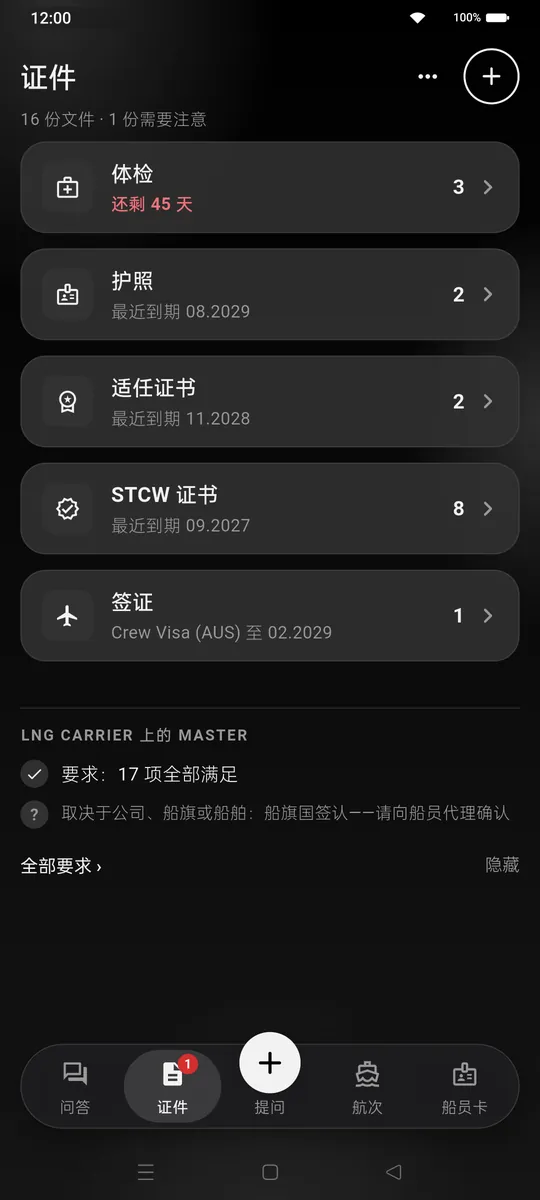 12:00
100%
证件
16 份文件 · 1 份需要注意
体检
还剩 45 天
3
护照
最近到期 08.2029
2
适任证书
最近到期 11.2028
2
STCW 证书
最近到期 09.2027
8
签证
Crew Visa (AUS) 至 02.2029
1
LNG CARRIER 上的 MASTER
要求：17 项全部满足
? 取决于公司、船旗或船舶：船旗国签认——请向船员代理确认
全部要求 ›
隐藏
1
问答
证件
提问
航次
船员卡